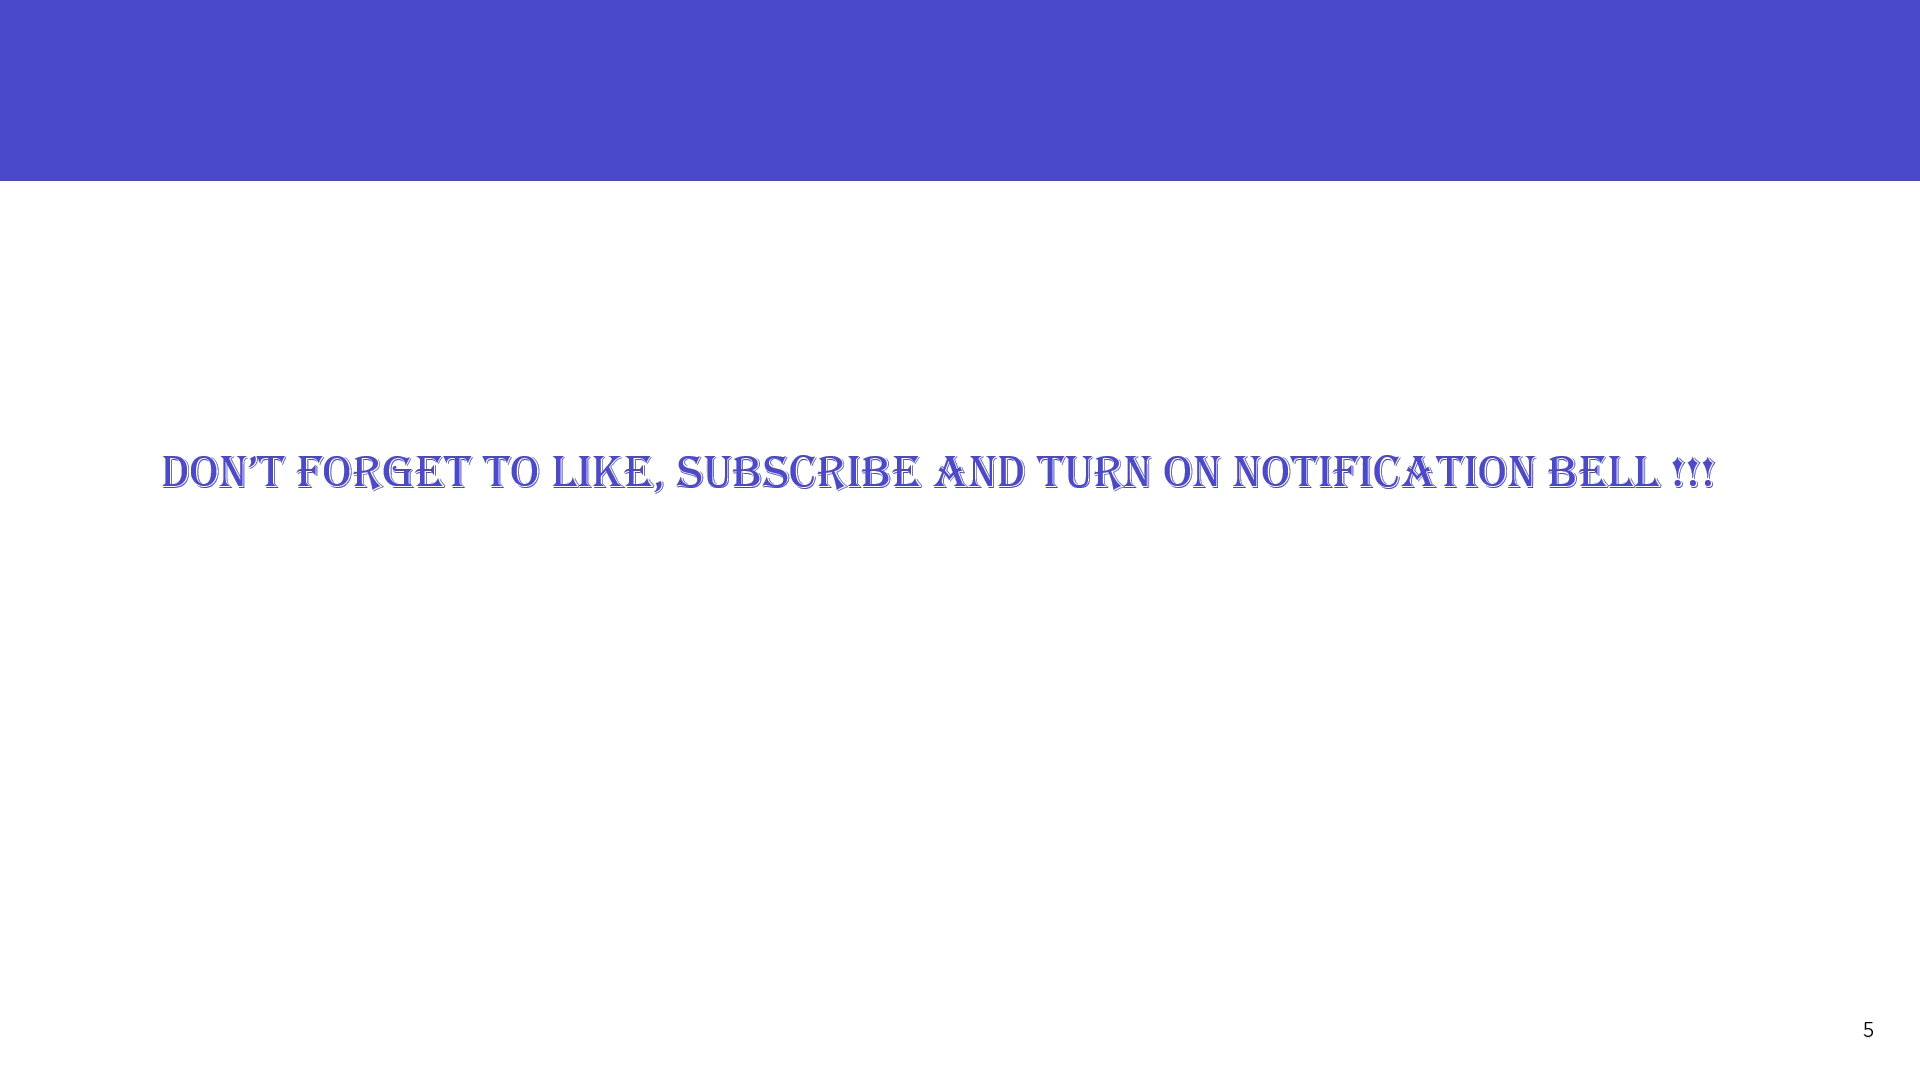 DON’T FORGET TO LIKE, SUBSCRIBE AND TURN ON NOTIFICATION BELL !!!
5